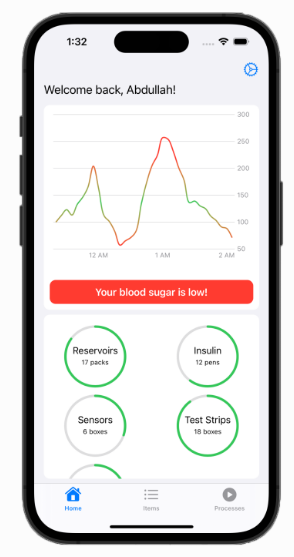 1:32
Welcome back, Abdullah!
300
250
200
150
100
50
12 AM
1 AM
2 AM
Your blood sugar is low!
Reservoirs
17 packs
Insulin
12 pens
Sensors
6 boxes
Test Strips
18 boxes
Home
Items
Processes